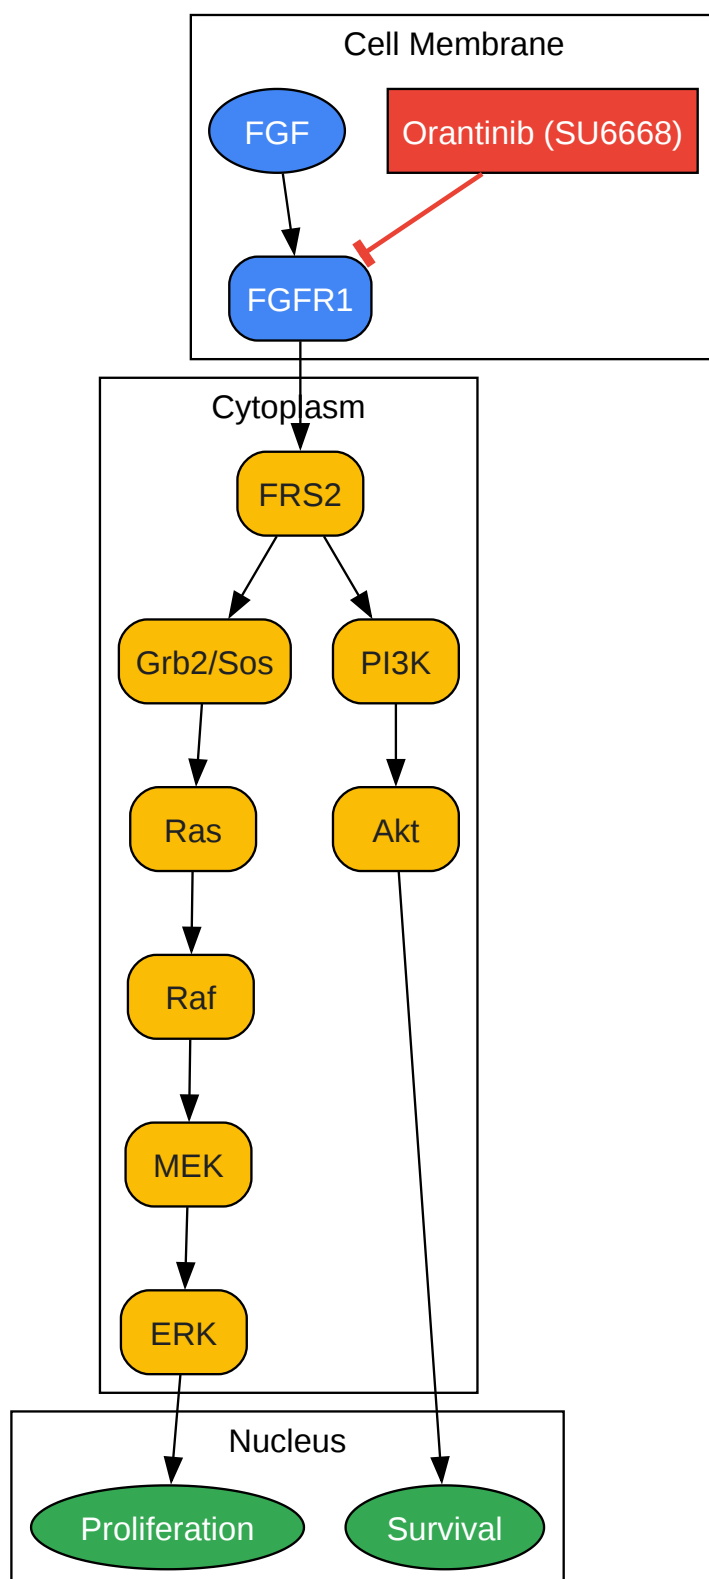 Cell Membrane
FGF
Orantinib (SU6668)
FGFR1
Cytoplasm
FRS2
Grb2/Sos
PI3K
Ras
Akt
Raf
MEK
ERK
Nucleus
Proliferation
Survival